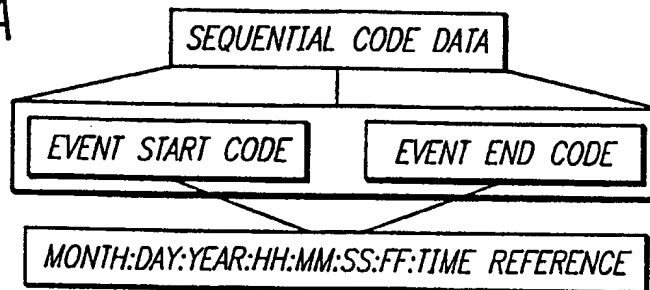 A
SEQUENTIAL CODE DATA
EVENT START CODE
EVENT END CODE
MONTH:DAY:YEAR:HH:MM:SS:FF:TIME REFERENCE